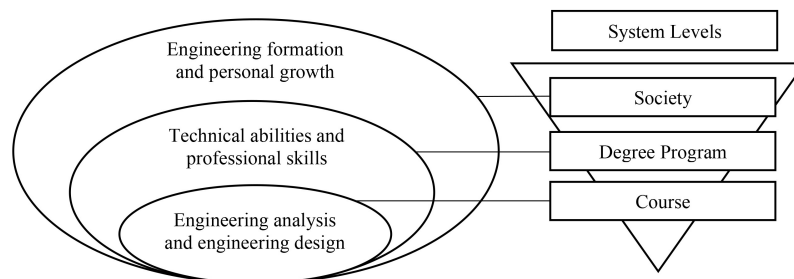 Engineering formation
and personal growth
Technical abilities and
professional skills
Engineering analysis
and engineering design
System Levels
Society
Degree Program
Course